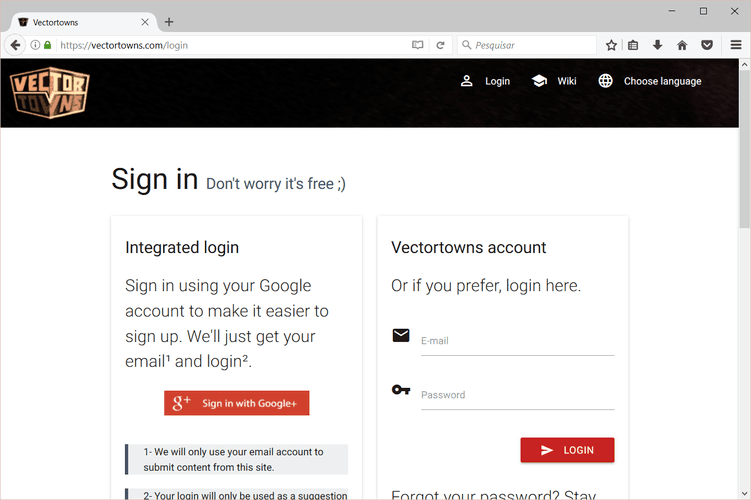 Vectortowns
https://vectortowns.com/login
Pesquisar
VECTOR
TOWNS
Login
Wiki
Choose language
Sign in Don't worry it's free ;)
Integrated login
Sign in using your Google
account to make it easier to
sign up. We'll just get your
email¹ and login².
g+ Sign in with Google+
1- We will only use your email account to
submit content from this site.
2- Your login will only be used as a suggestion
Vectortowns account
Or if you prefer, login here.
E-mail
Password
LOGIN
Forgot your password? Stay